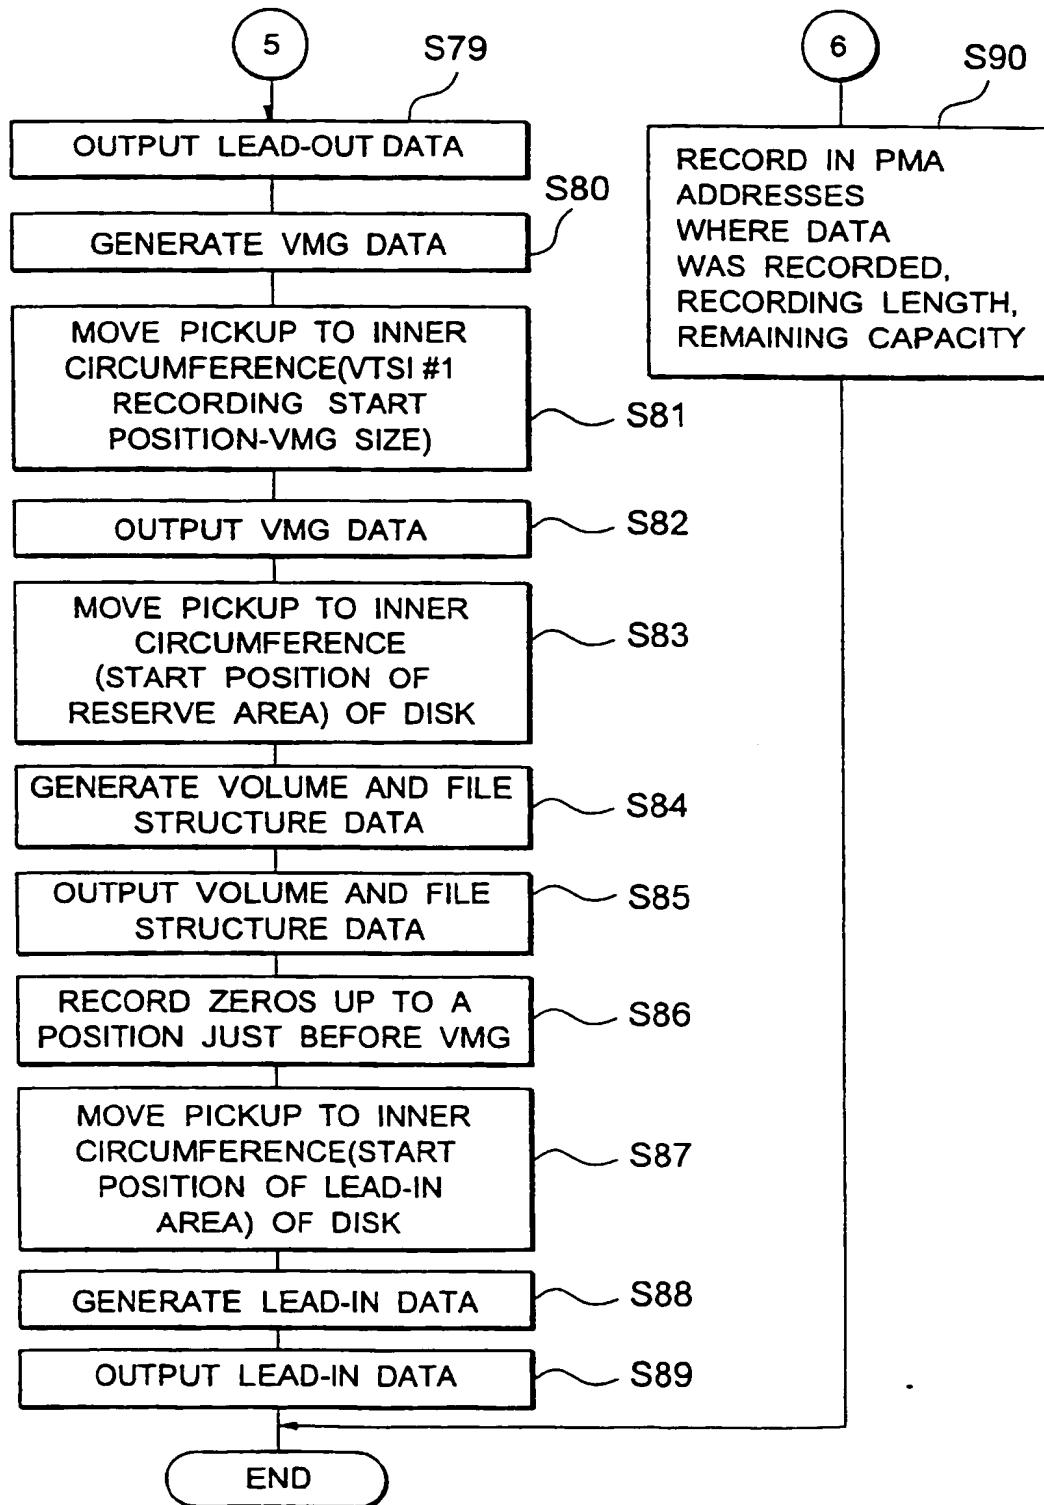 5
S79
OUTPUT LEAD-OUT DATA
S80
GENERATE VMG DATA
MOVE PICKUP TO INNER
CIRCUMFERENCE(VTSI #1
RECORDING START
POSITION-VMG SIZE)
S81
OUTPUT VMG DATA
S82
MOVE PICKUP TO INNER
CIRCUMFERENCE
(START POSITION OF
RESERVE AREA) OF DISK
S83
GENERATE VOLUME AND FILE
STRUCTURE DATA
S84
OUTPUT VOLUME AND FILE
STRUCTURE DATA
S85
RECORD ZEROS UP TO A
POSITION JUST BEFORE VMG
S86
MOVE PICKUP TO INNER
CIRCUMFERENCE(START
POSITION OF LEAD-IN
AREA) OF DISK
S87
GENERATE LEAD-IN DATA
S88
OUTPUT LEAD-IN DATA
S89
END
6
S90
RECORD IN PMA
ADDRESSES
WHERE DATA
WAS RECORDED,
RECORDING LENGTH,
REMAINING CAPACITY